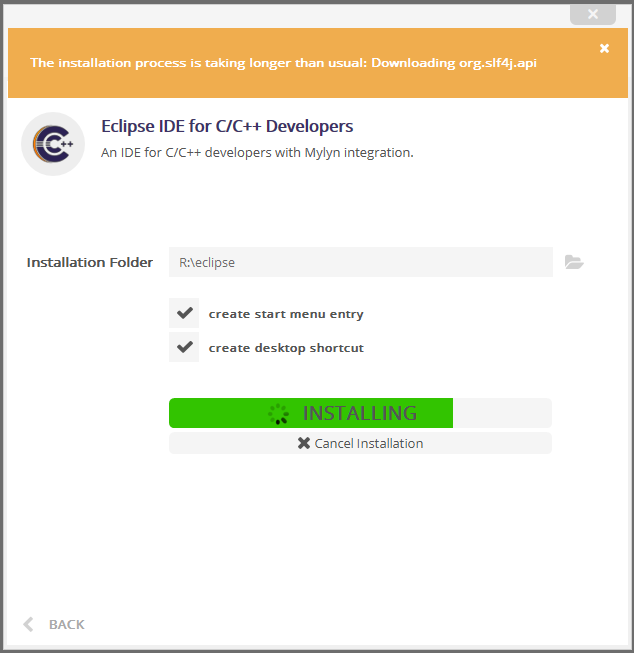 The installation process is taking longer than usual: Downloading org.slf4j.api
C++
Eclipse IDE for C/C++ Developers
An IDE for C/C++ developers with Mylyn integration.
Installation Folder R:\eclipse
create start menu entry
create desktop shortcut
INSTALLING
Cancel Installation
BACK